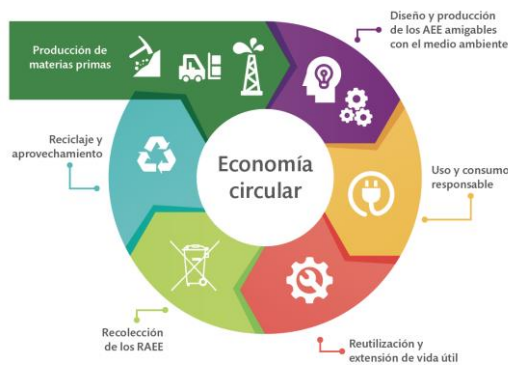 Producción de
materias primas
Diseño y producción
de los AEE amigables
con el medio ambiente
Reciclaje y
aprovechamiento
Economía
circular
Uso y consumo
responsable
Recolección
de los RAEE
Reutilización y
extensión de vida útil